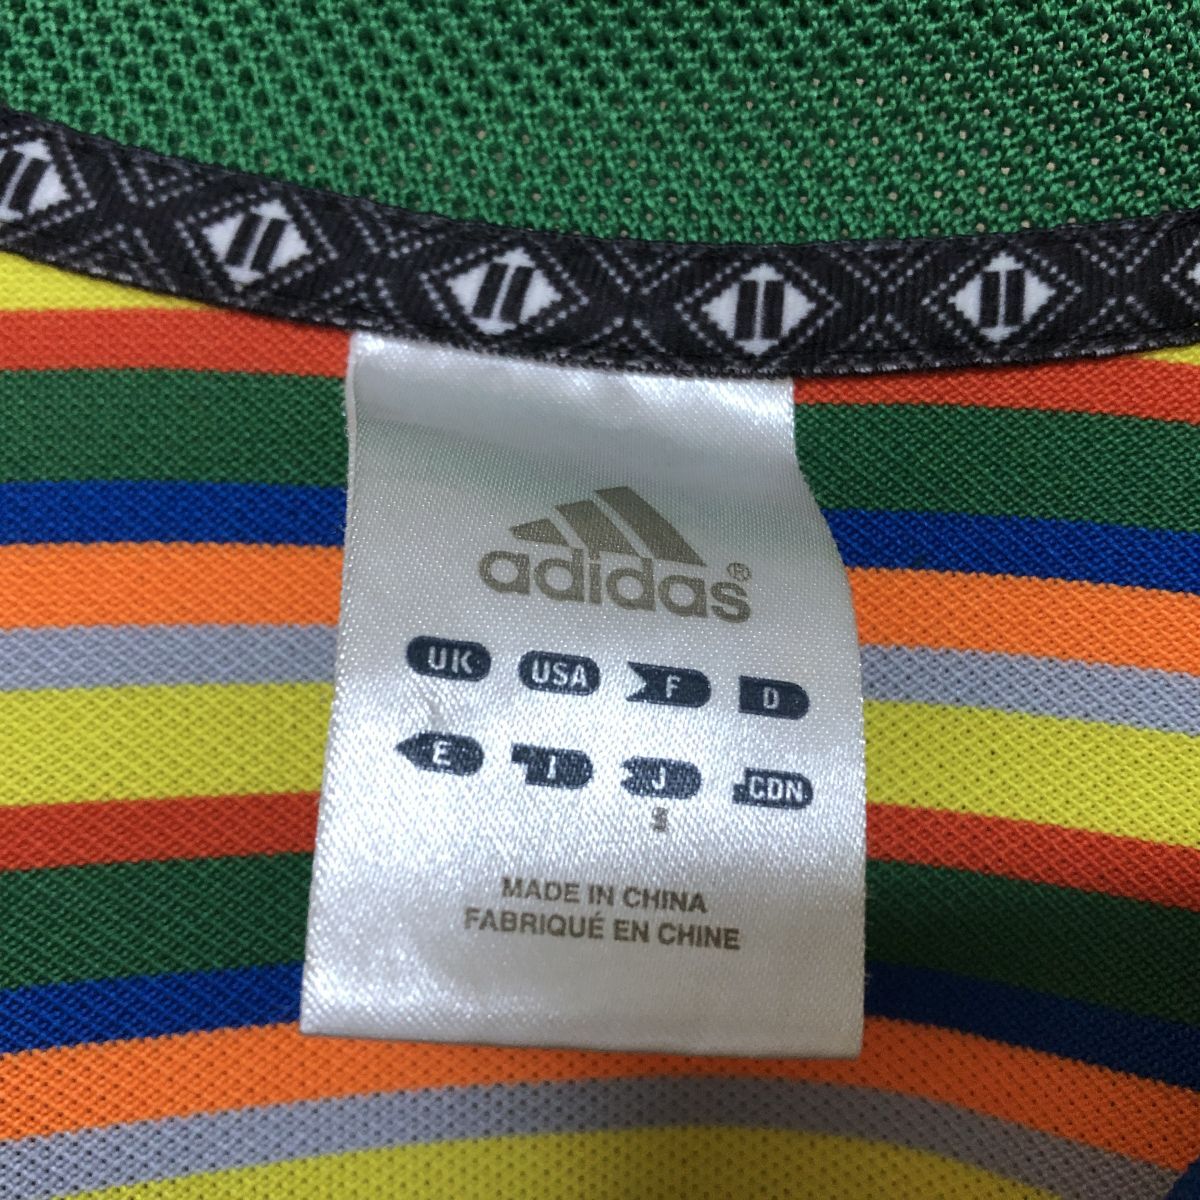 adidas®
UK USA F D
E I J CDN
S
MADE IN CHINA
FABRIQUÉ EN CHINE